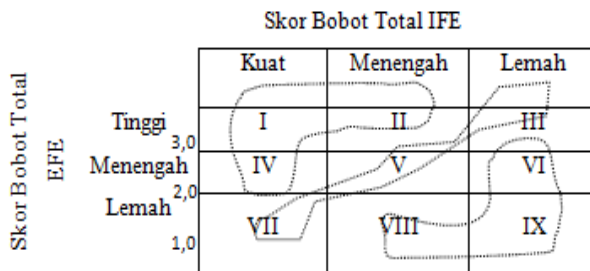 Skor Bobot Total IFE
Kuat Menengah Lemah
Skor Bobot Total
EFE
Tinggi I II III
3,0
Menengah IV V VI
2,0
Lemah
VII VIII IX
1,0